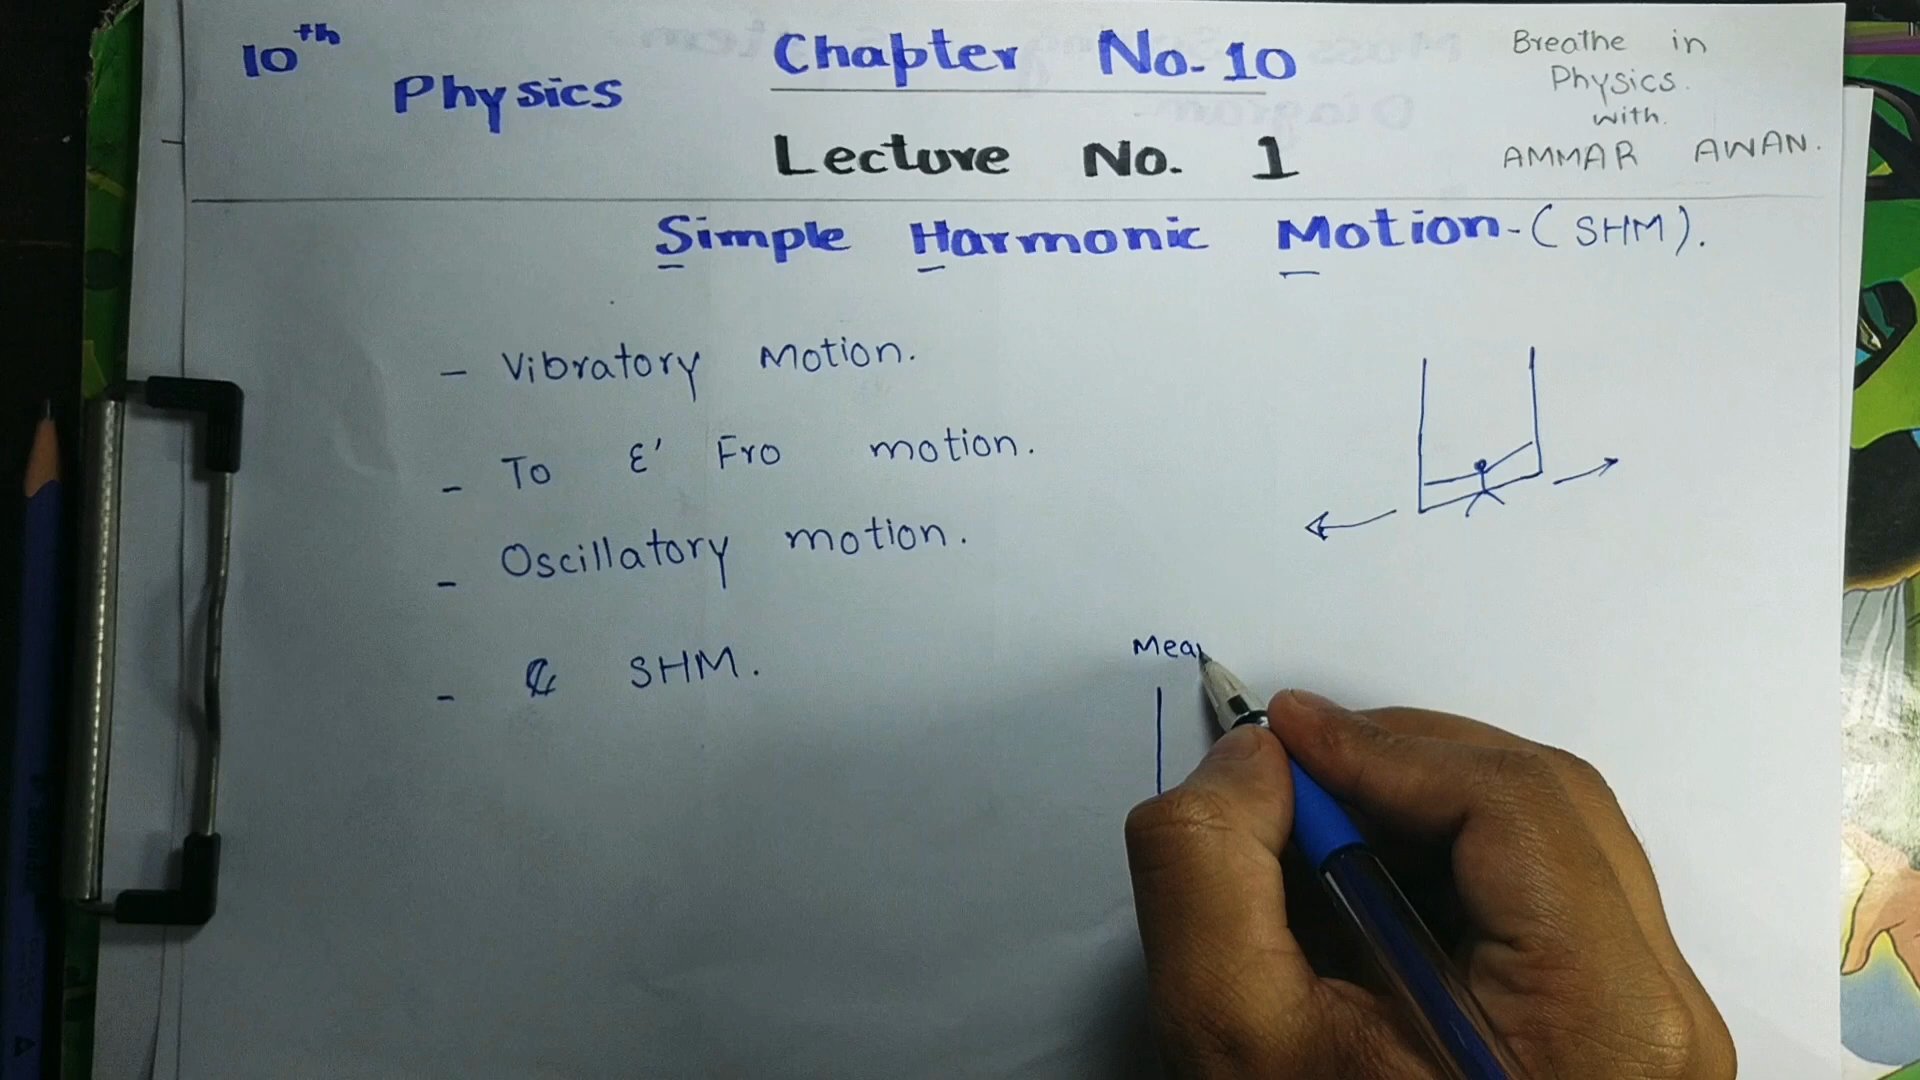 10th Physics
Chapter No. 10
Lecture No. 1
Breathe in
Physics.
with.
AMMAR AWAN.
Simple Harmonic Motion-(SHM).
- Vibratory Motion.
- To & Fro motion.
- Oscillatory motion.
- SHM.
Mean